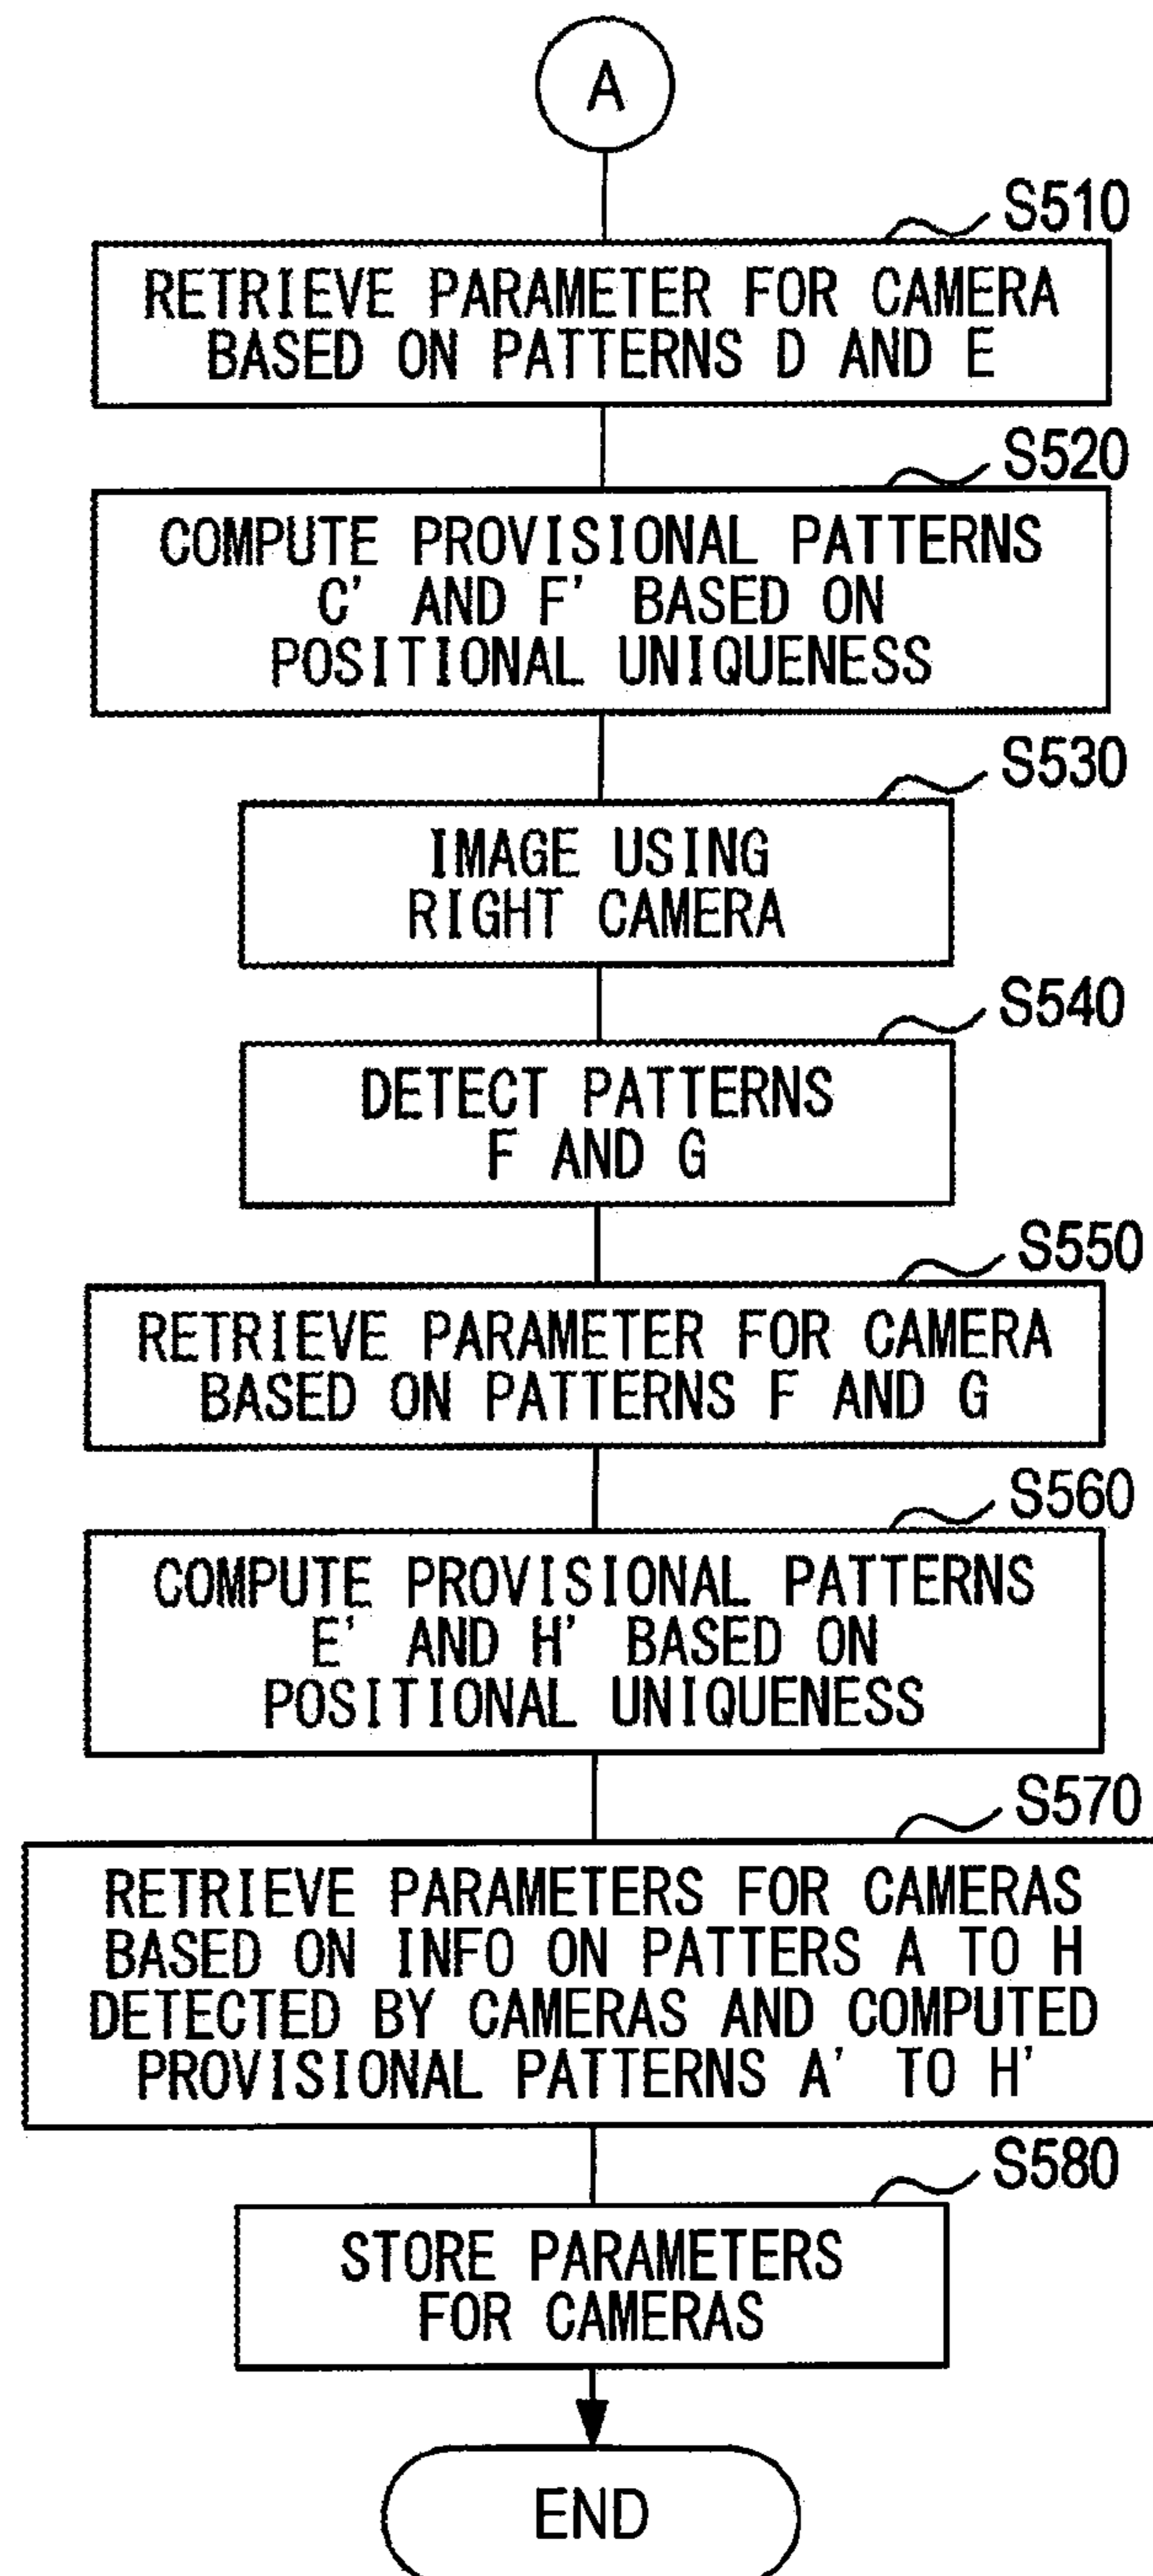 A
S510
RETRIEVE PARAMETER FOR CAMERA
BASED ON PATTERNS D AND E
S520
COMPUTE PROVISIONAL PATTERNS
C' AND F' BASED ON
POSITIONAL UNIQUENESS
S530
IMAGE USING
RIGHT CAMERA
S540
DETECT PATTERNS
F AND G
S550
RETRIEVE PARAMETER FOR CAMERA
BASED ON PATTERNS F AND G
S560
COMPUTE PROVISIONAL PATTERNS
E' AND H' BASED ON
POSITIONAL UNIQUENESS
S570
RETRIEVE PARAMETERS FOR CAMERAS
BASED ON INFO ON PATTERS A TO H
DETECTED BY CAMERAS AND COMPUTED
PROVISIONAL PATTERNS A' TO H'
S580
STORE PARAMETERS
FOR CAMERAS
END